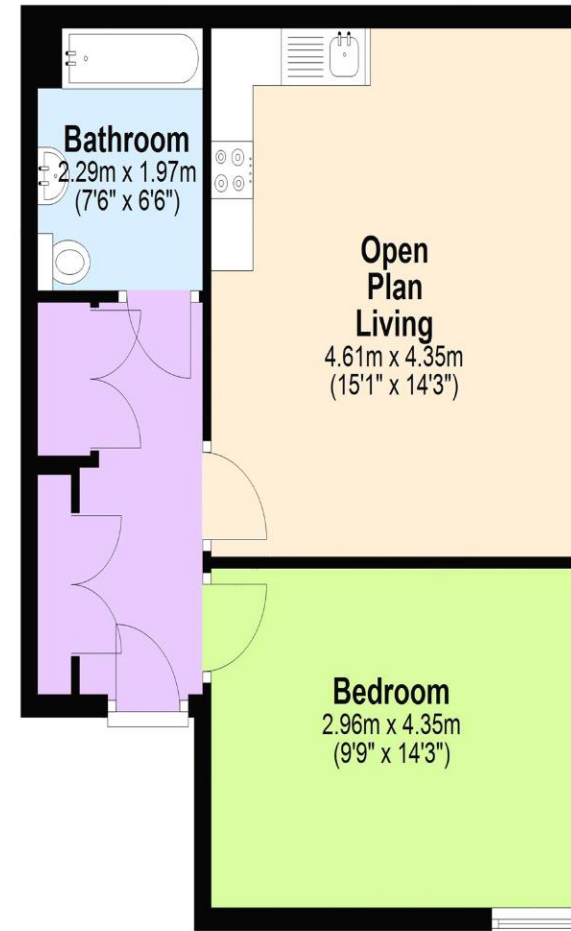 Bathroom
2.29m x 1.97m
(7'6" x 6'6")
Open
Plan
Living
4.61m x 4.35m
(15'1" x 14'3")
Bedroom
2.96m x 4.35m
(9'9" x 14'3")